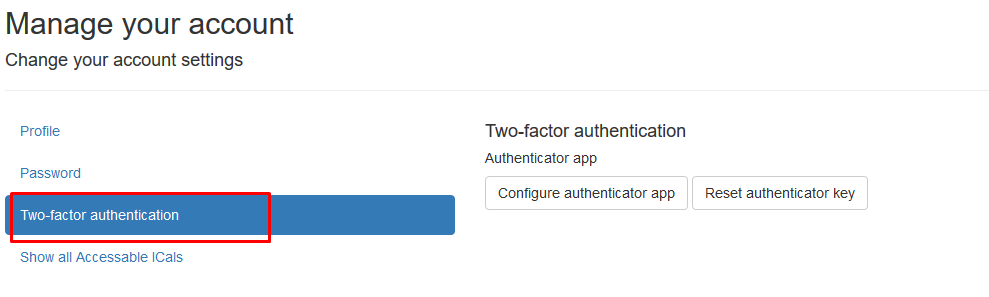 Manage your account
Change your account settings
Profile
Password
Two-factor authentication
Show all Accessible ICals
Two-factor authentication
Authenticator app
Configure authenticator app
Reset authenticator key